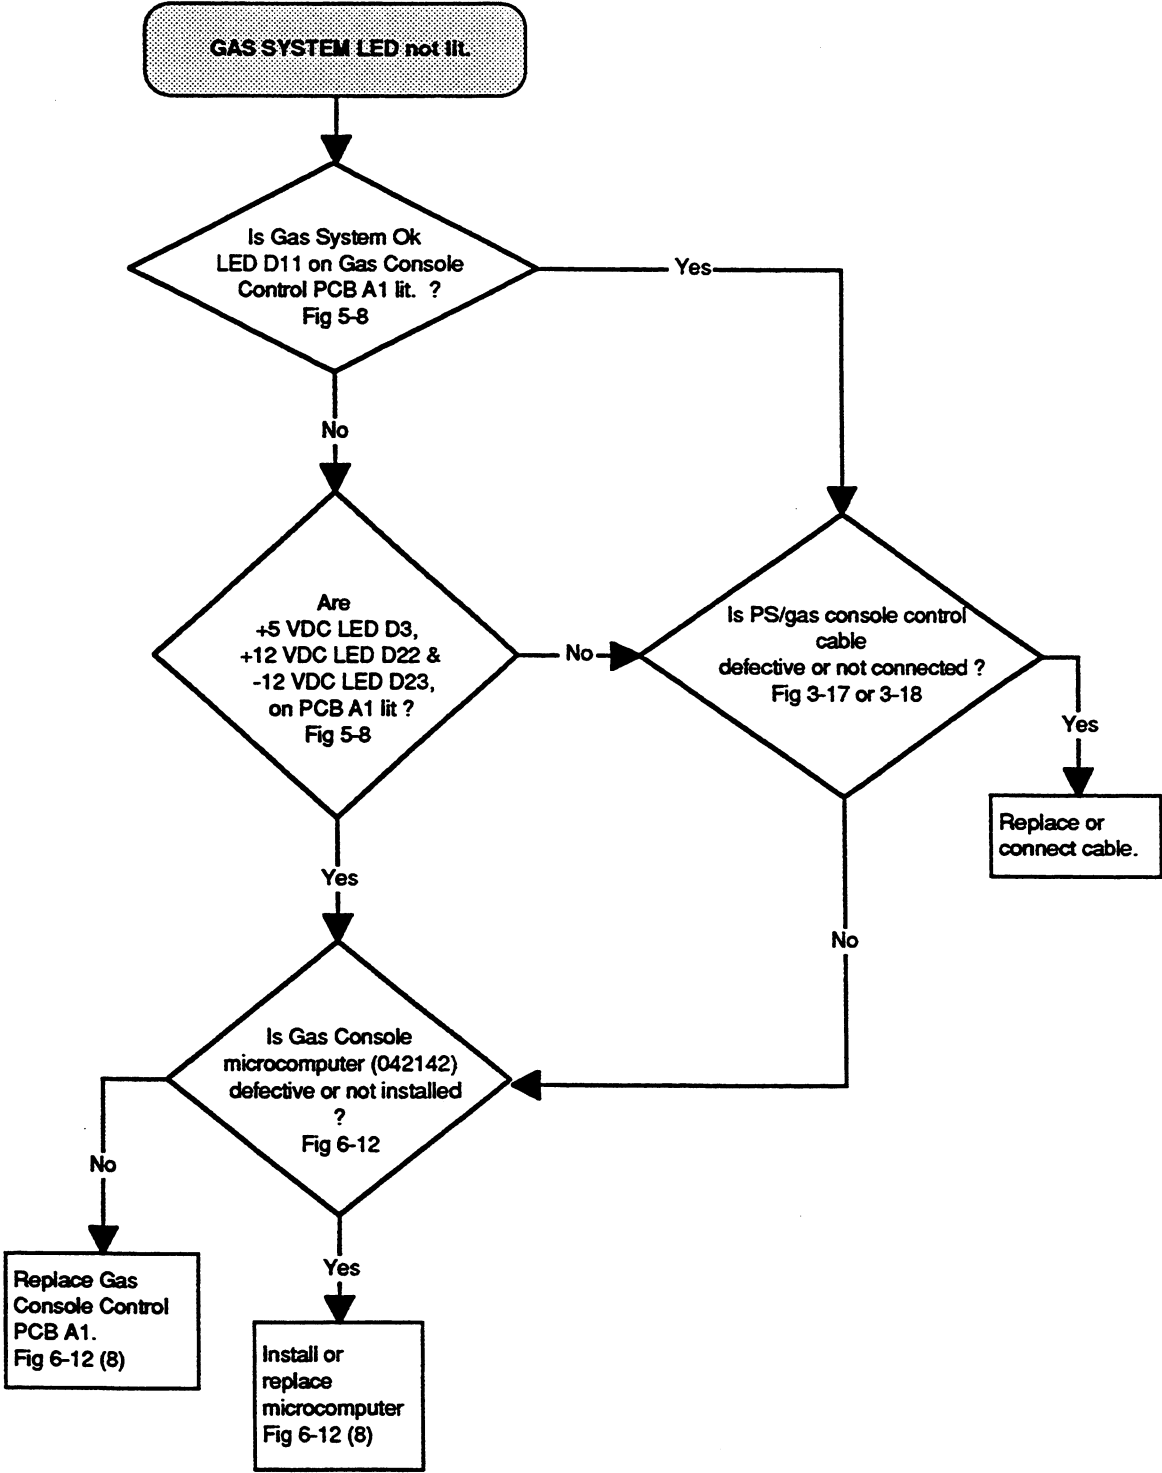 GAS SYSTEM LED not lit.
Is Gas System Ok
LED D11 on Gas Console
Control PCB A1 lit. ?
Fig 5-8
Yes
No
Are
+5 VDC LED D3,
+12 VDC LED D22 &
-12 VDC LED D23,
on PCB A1 lit ?
Fig 5-8
No
Is PS/gas console control
cable
defective or not connected ?
Fig 3-17 or 3-18
Yes
Replace or
connect cable.
Yes
No
Is Gas Console
microcomputer (042142)
defective or not installed
?
Fig 6-12
No
Yes
Replace Gas
Console Control
PCB A1.
Fig 6-12 (8)
Install or
replace
microcomputer
Fig 6-12 (8)